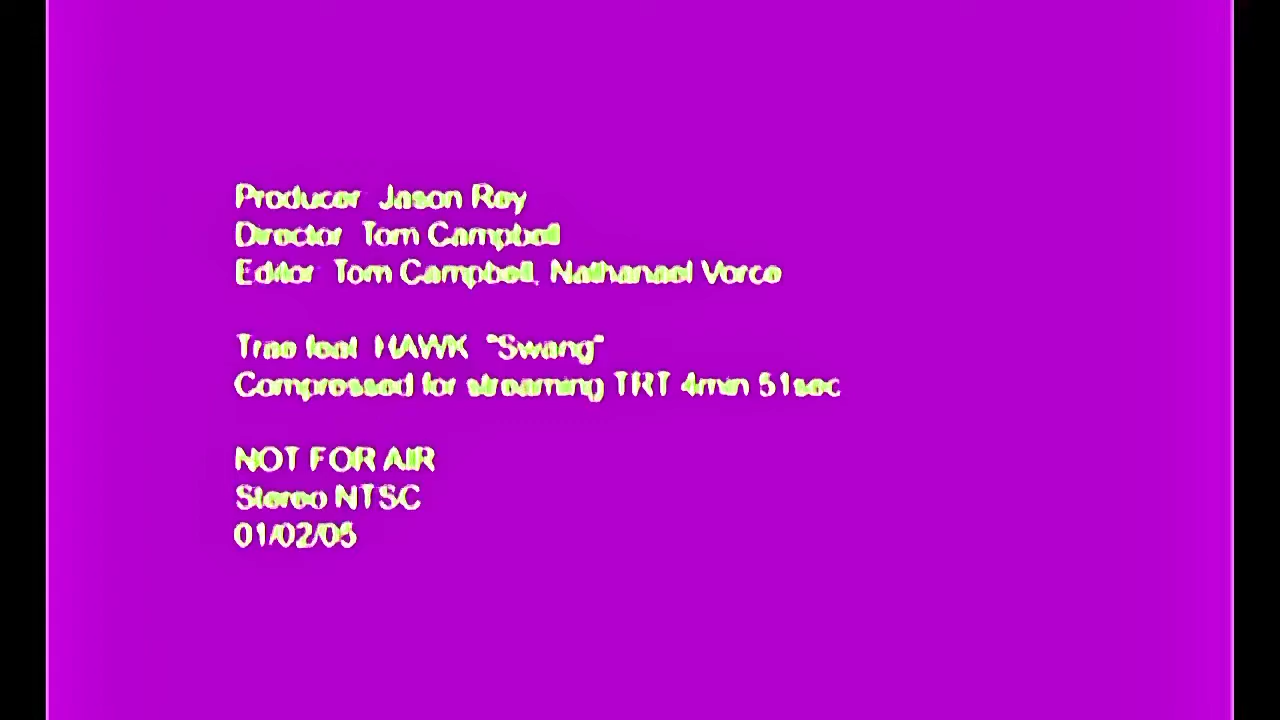 Producer Jason Rey
Director Tom Campbell
Editor Tom Campbell, Nathanael Vorce
Trae feat HAWK "Swang"
Compressed for streaming TRT 4min 51sec
NOT FOR AIR
Stereo NTSC
01/02/05